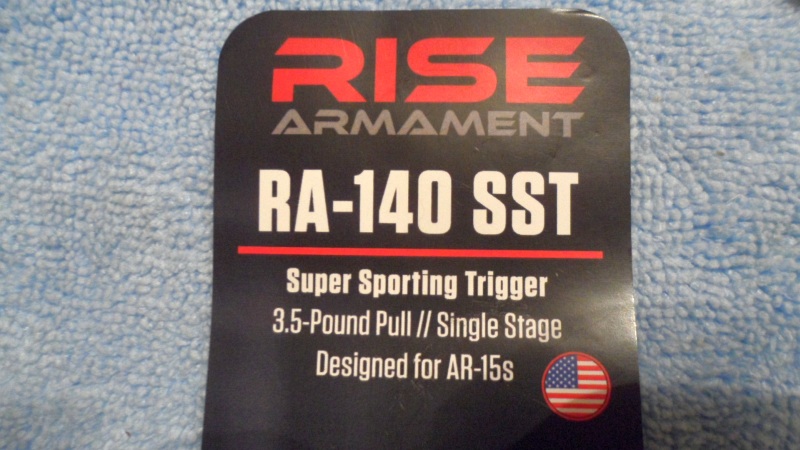 RISE
ARMAMENT
RA-140 SST
Super Sporting Trigger
3.5-Pound Pull // Single Stage
Designed for AR-15s